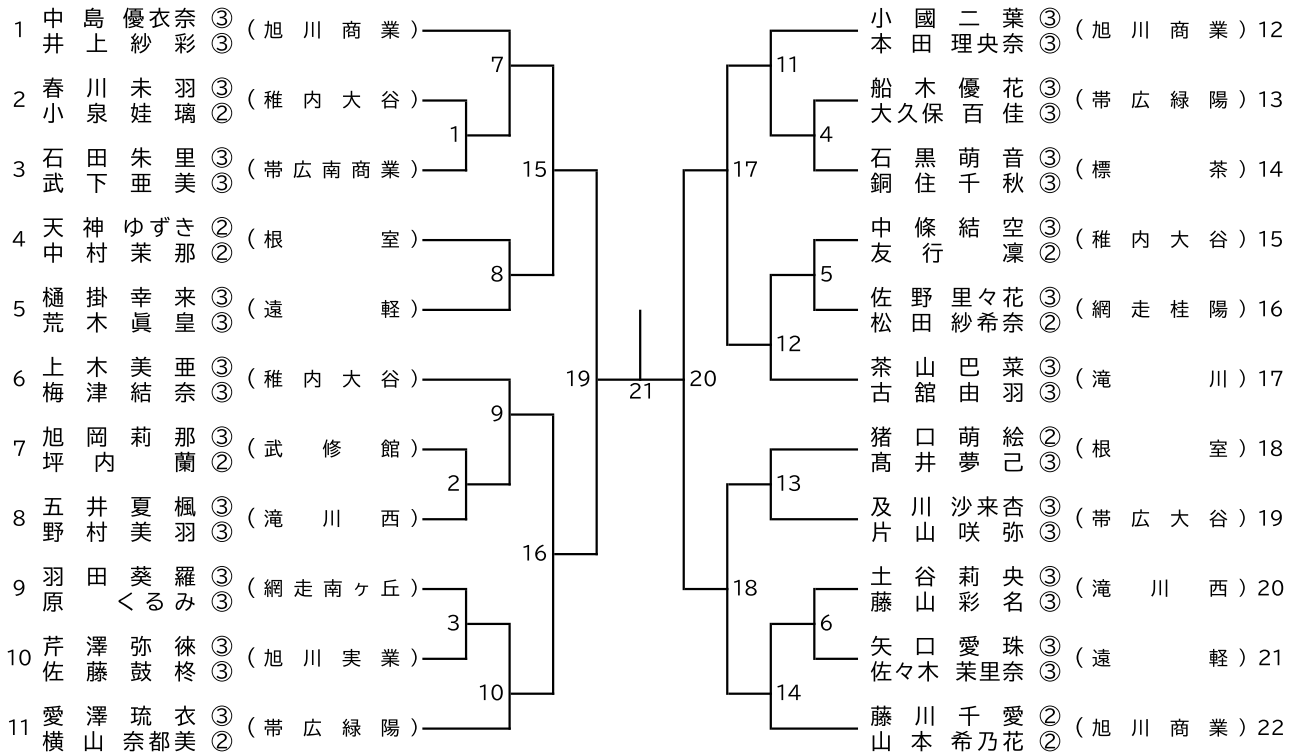 1 中島優衣奈 ③ (旭川商業)
井上紗彩 ③
2 春川未羽 ③ (稚内大谷)
小泉娃璃 ②
3 石田朱里 ③ (帯広南商業)
武下亜美 ③
4 天神ゆずき ② (根室)
中村茉那 ②
5 樋掛幸来 ③ (遠軽)
荒木眞皇 ③
6 上木美亜 ③ (稚内大谷)
梅津結奈 ③
7 旭岡莉那 ③ (武修館)
坪内蘭 ②
8 五井夏楓 ③ (滝川西)
野村美羽 ③
9 羽田葵羅 ③ (網走南ヶ丘)
原くるみ ③
10 芹澤弥徠 ③ (旭川実業)
佐藤鼓柊 ③
11 愛澤琉衣 ③ (帯広緑陽)
横山奈都美 ②
7
1
15
8
9
2
19
16
3
10
21
11
4
17
5
12
20
13
18
6
14
小國二葉 ③ (旭川商業) 12
本田理央奈 ③
船木優花 ③ (帯広緑陽) 13
大久保百佳 ③
石黒萌音 ③ (標茶) 14
銅住千秋 ③
中條結空 ③ (稚内大谷) 15
友行凜 ②
佐野里々花 ③ (網走桂陽) 16
松田紗希奈 ②
茶山巴菜 ③ (滝川) 17
古舘由羽 ③
猪口萌絵 ② (根室) 18
髙井夢己 ③
及川沙来杏 ③ (帯広大谷) 19
片山咲弥 ③
土谷莉央 ③ (滝川西) 20
藤山彩名 ③
矢口愛珠 ③ (遠軽) 21
佐々木茉里奈 ③
藤川千愛 ② (旭川商業) 22
山本希乃花 ②